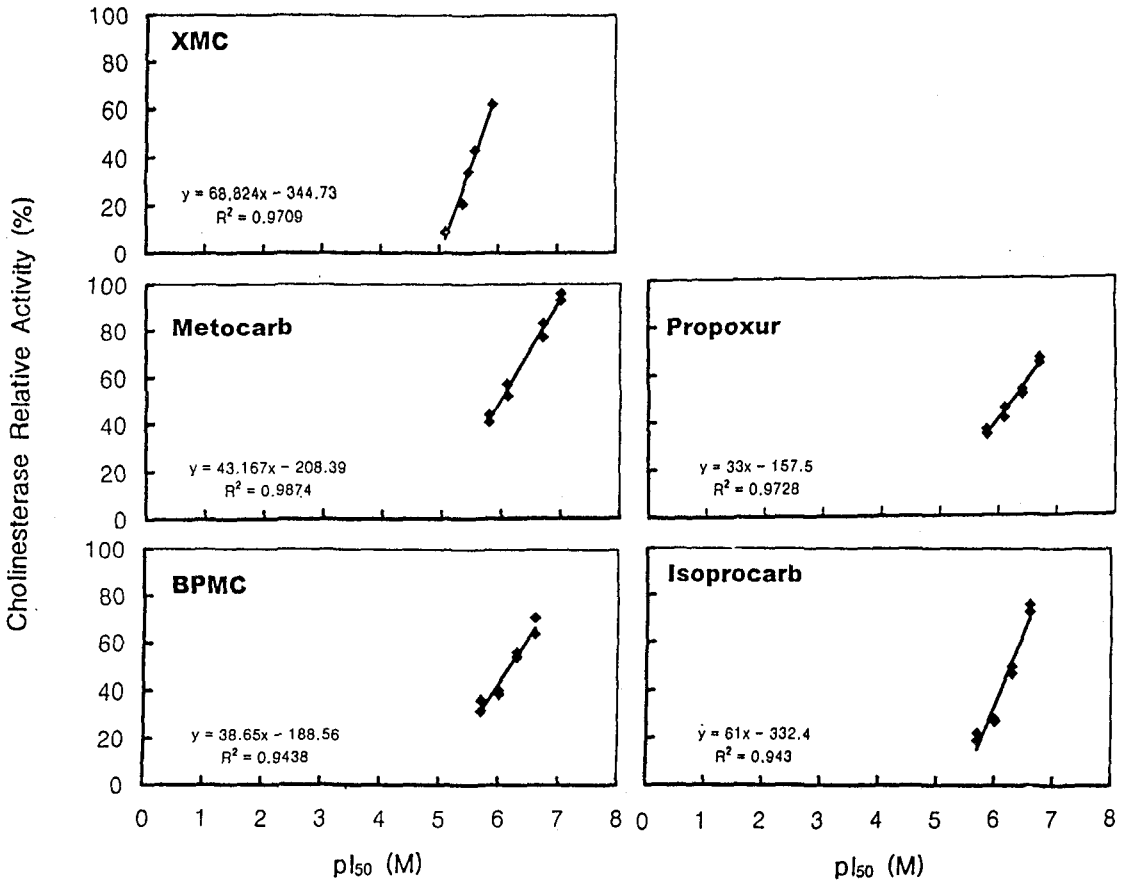 Cholinesterase Relative Activity (%)
100
80
60
40
20
0
XMC
y = 68.824x − 344.73
R² = 0.9709
100
80
60
40
20
0
Metocarb
y = 43.167x − 208.39
R² = 0.9874
Propoxur
y = 33x − 157.5
R² = 0.9728
100
80
60
40
20
0
BPMC
y = 38.65x − 188.56
R² = 0.9438
Isoprocarb
y = 61x − 332.4
R² = 0.943
0 1 2 3 4 5 6 7 8
0 1 2 3 4 5 6 7 8
pI₅₀ (M)
pI₅₀ (M)